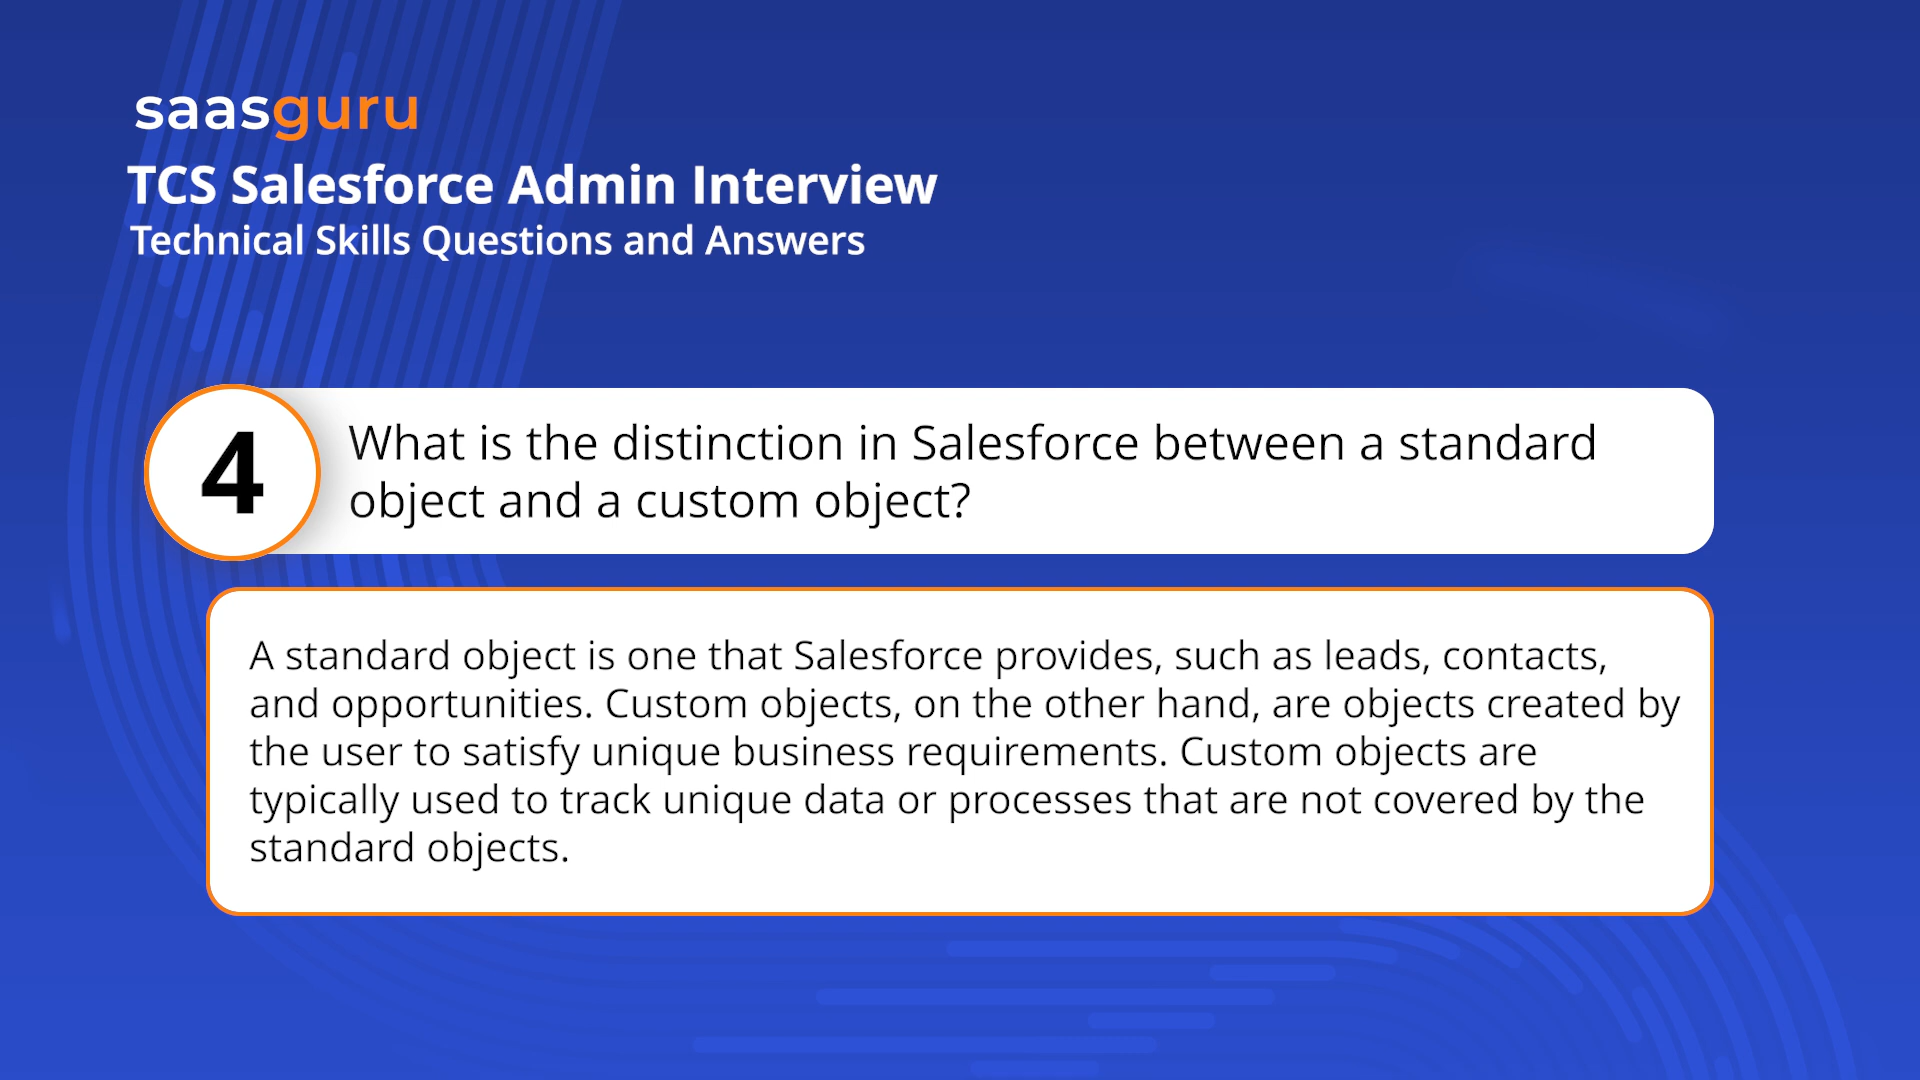 saasguru
TCS Salesforce Admin Interview
Technical Skills Questions and Answers
4
What is the distinction in Salesforce between a standard
object and a custom object?
A standard object is one that Salesforce provides, such as leads, contacts,
and opportunities. Custom objects, on the other hand, are objects created by
the user to satisfy unique business requirements. Custom objects are
typically used to track unique data or processes that are not covered by the
standard objects.